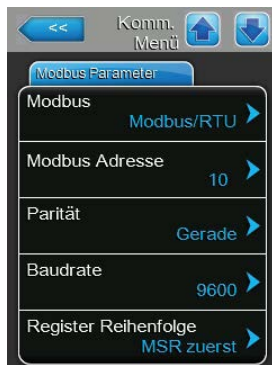 <<
Komm.
Menü
Modbus Parameter
Modbus
Modbus/RTU
Modbus Adresse
10
Parität
Gerade
Baudrate
9600
Register Reihenfolge
MSR zuerst